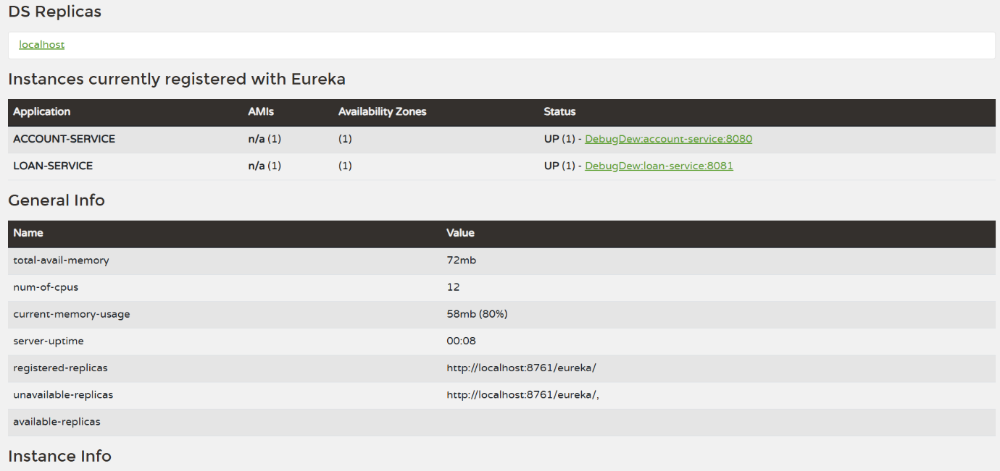 DS Replicas
localhost
Instances currently registered with Eureka
Application AMIs Availability Zones Status
ACCOUNT-SERVICE n/a (1) (1) UP (1) - DebugDew:account-service:8080
LOAN-SERVICE n/a (1) (1) UP (1) - DebugDew:loan-service:8081
General Info
Name Value
total-avail-memory 72mb
num-of-cpus 12
current-memory-usage 58mb (80%)
server-uptime 00:08
registered-replicas http://localhost:8761/eureka/
unavailable-replicas http://localhost:8761/eureka/,
available-replicas
Instance Info